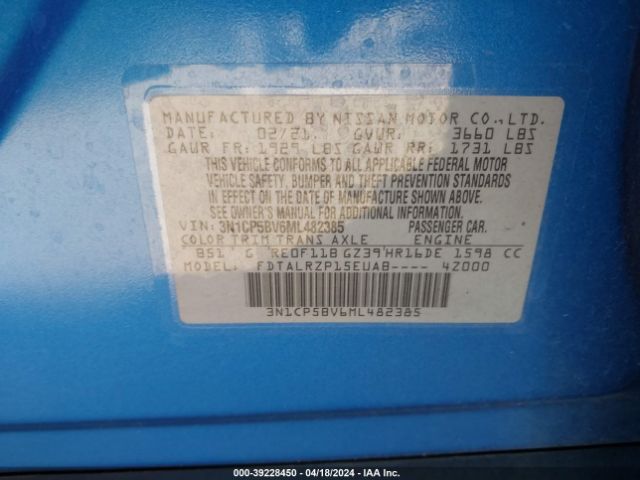 MANUFACTURED BY NISSAN MOTOR CO.,LTD.
DATE: 02/21 GVWR: 3660 LBS
GAWR FR: 1929 LBS GAWR RR: 1731 LBS
THIS VEHICLE CONFORMS TO ALL APPLICABLE FEDERAL MOTOR
VEHICLE SAFETY, BUMPER AND THEFT PREVENTION STANDARDS
IN EFFECT ON THE DATE OF MANUFACTURE SHOWN ABOVE.
SEE OWNER'S MANUAL FOR ADDITIONAL INFORMATION.
VIN: 3N1CP5BV6ML482385 PASSENGER CAR.
COLOR TRIM TRANS AXLE ENGINE
B51 G RE0F11B GZ39 HR16DE 1598 CC
MODEL: FDTALRZP15EUAB---- 42000
3N1CP5BV6ML482385
000-39228450 - 04/18/2024 - IAA Inc.